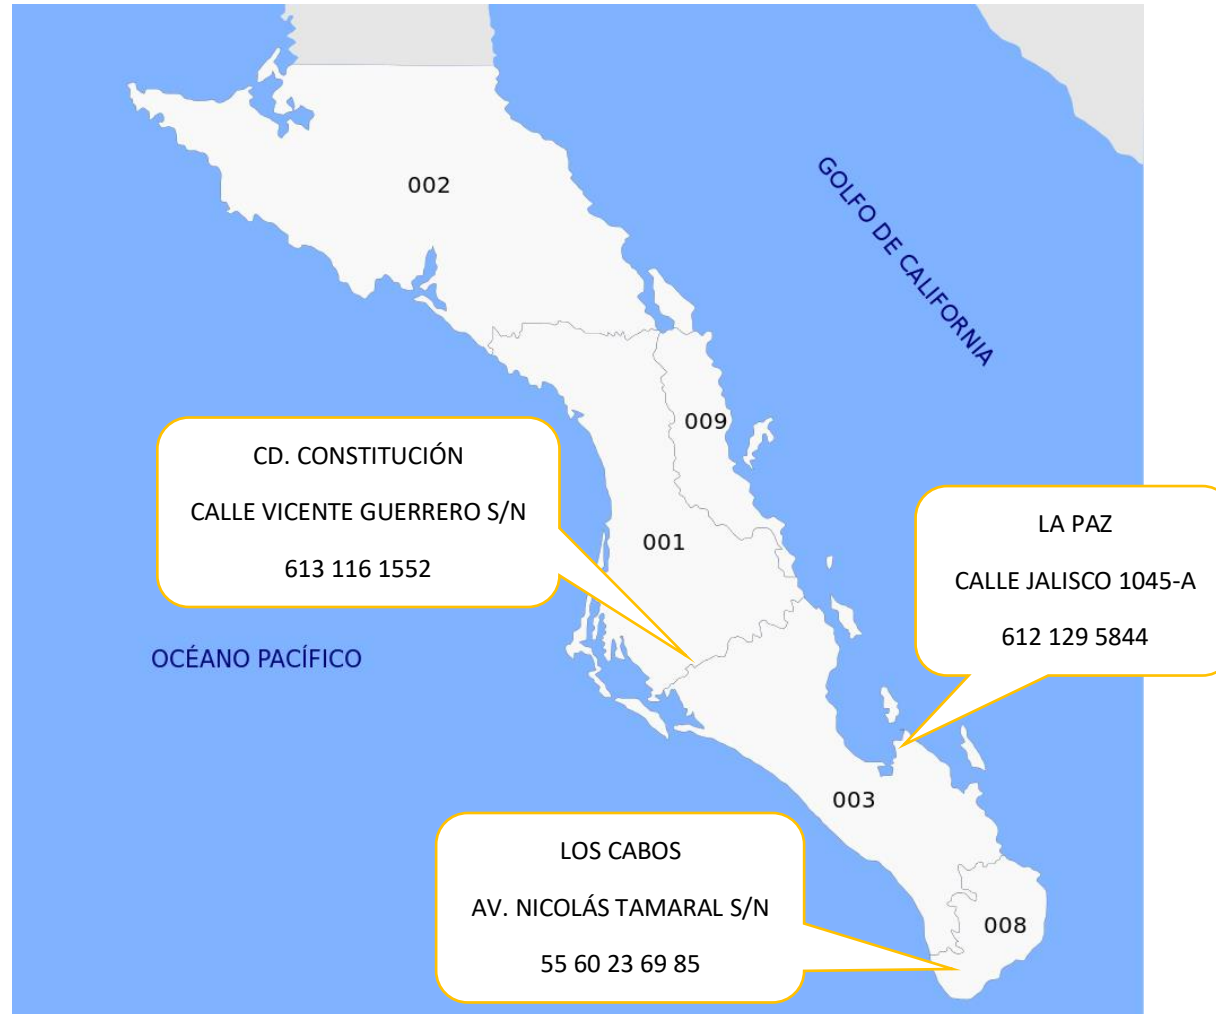 002
GOLFO DE CALIFORNIA
009
CD. CONSTITUCIÓN
CALLE VICENTE GUERRERO S/N
613 116 1552
001
LA PAZ
CALLE JALISCO 1045-A
612 129 5844
OCÉANO PACÍFICO
003
LOS CABOS
AV. NICOLÁS TAMARAL S/N
55 60 23 69 85
008